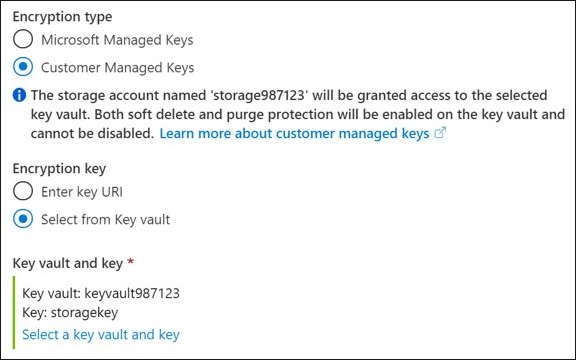 Encryption type
Microsoft Managed Keys
Customer Managed Keys
The storage account named 'storage987123' will be granted access to the selected
key vault. Both soft delete and purge protection will be enabled on the key vault and
cannot be disabled. Learn more about customer managed keys
Encryption key
Enter key URI
Select from Key vault
Key vault and key *
Key vault: keyvault987123
Key: storagekey
Select a key vault and key